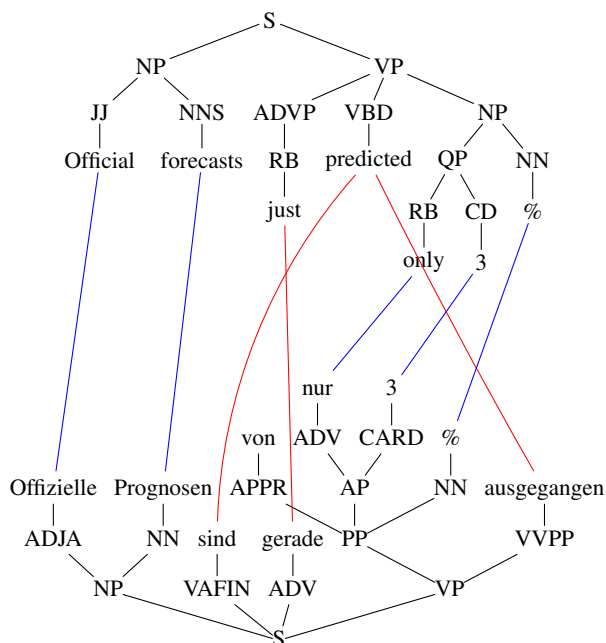 S
NP VP
JJ NNS ADVP VBD NP
Official forecasts RB predicted QP NN
just RB CD %
only 3
nur 3
von ADV CARD %
Offizielle Prognosen APPR AP NN ausgegangen
ADJA NN sind gerade PP VVPP
NP VAFIN ADV VP
S